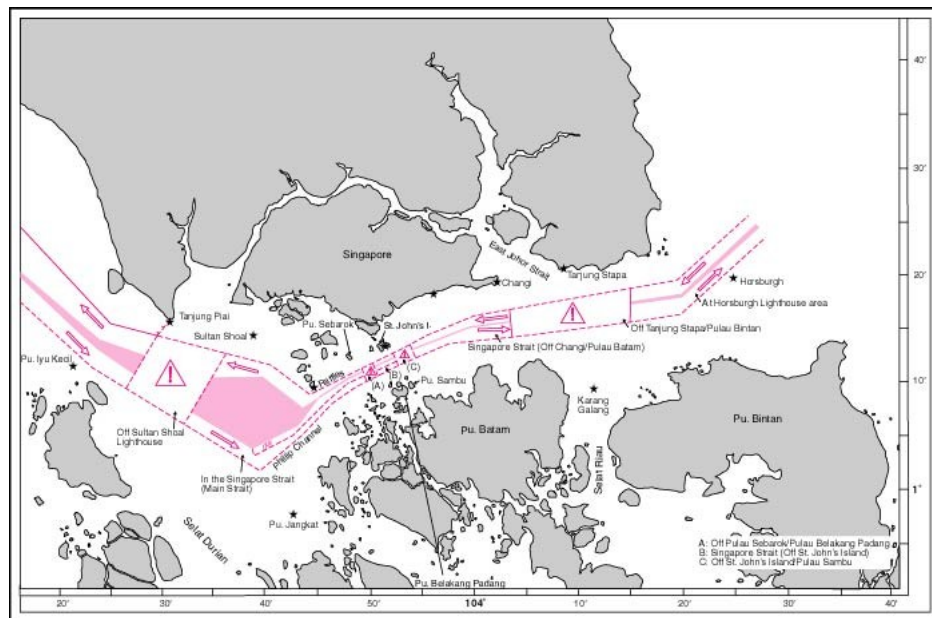 40'
30'
East Johor Strait
Singapore
Tanjung Stapa
Changi
Horsburgh
20'
At Horsburgh Lighthouse area
Tanjung Piai
Pu. Sebarok
St. John's I.
Off Tanjung Stapa/Pulau Bintan
Sultan Shoal
Singapore Strait (Off Changi/Pulau Batam)
Pu. Iyu Kecil
(C)
(B)
(A)
Raffles
Pu. Sambu
10'
Karang
Galang
Pu. Bintan
Pu. Batam
Off Sultan Shoal
Lighthouse
Philip Channel
In the Singapore Strait
(Main Strait)
Selat Riau
1°
Pu. Jangkat
Selat Durian
A: Off Pulau Sebarok/Pulau Belakang Padang
B: Singapore Strait (Off St. John's Island)
C: Off St. John's Island/Pulau Sambu
Pu. Belakang Padang
20' 30' 40' 50' 104° 10' 20' 30' 40'